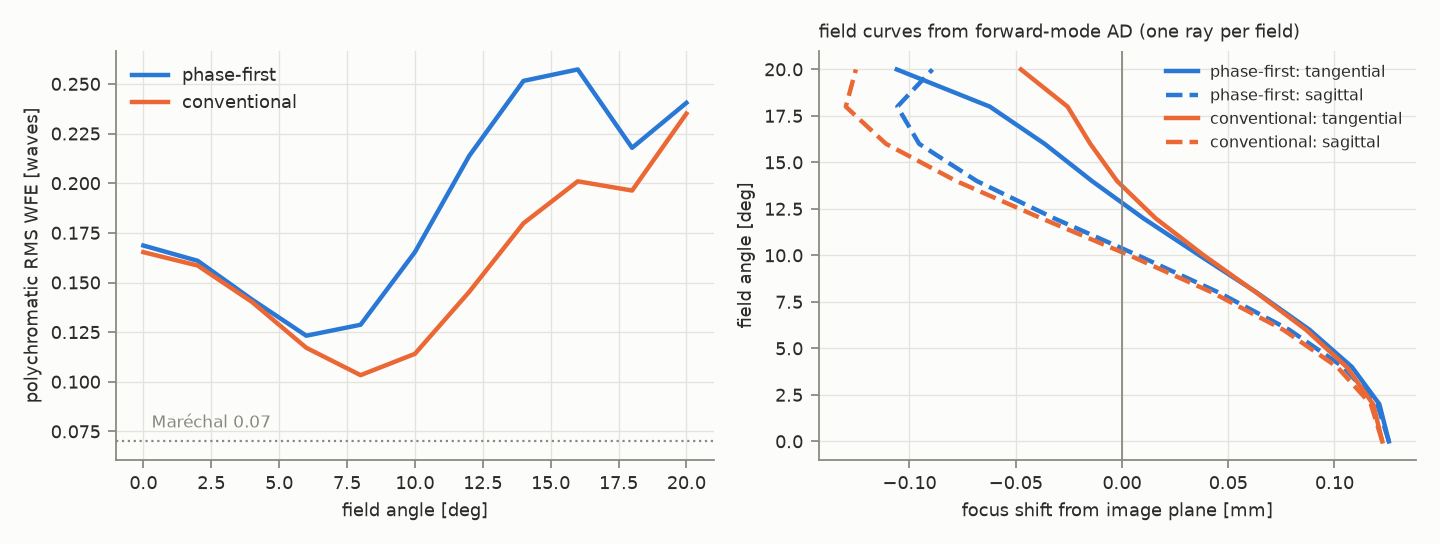 phase-first
conventional
Maréchal 0.07
polychromatic RMS WFE [waves]
0.250
0.225
0.200
0.175
0.150
0.125
0.100
0.075
0.0 2.5 5.0 7.5 10.0 12.5 15.0 17.5 20.0
field angle [deg]
field curves from forward-mode AD (one ray per field)
phase-first: tangential
phase-first: sagittal
conventional: tangential
conventional: sagittal
field angle [deg]
20.0
17.5
15.0
12.5
10.0
7.5
5.0
2.5
0.0
−0.10 −0.05 0.00 0.05 0.10
focus shift from image plane [mm]